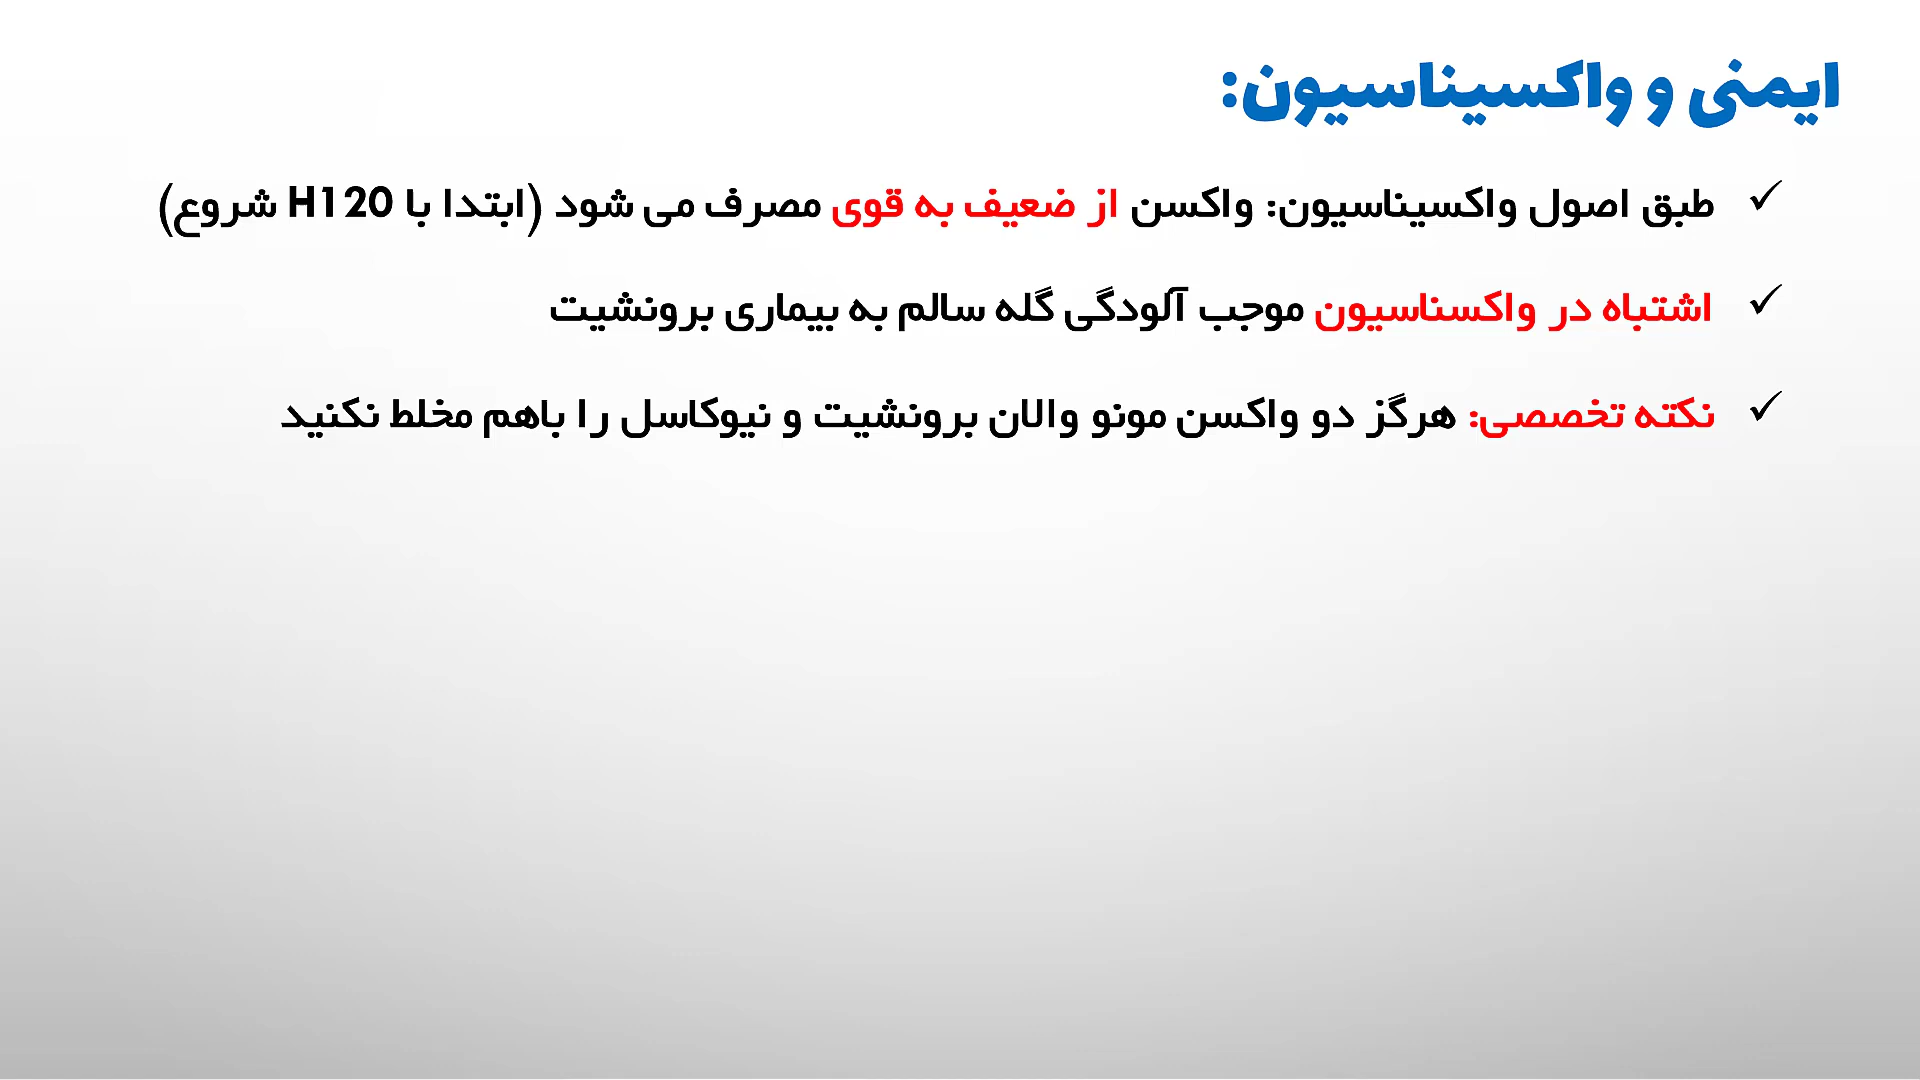 ایمنی و واکسیناسیون:
✓ طبق اصول واکسیناسیون: واکسن از ضعیف به قوی مصرف می شود (ابتدا با H120 شروع)
✓ اشتباه در واکسناسیون موجب آلودگی گله سالم به بیماری برونشیت
✓ نکته تخصصی: هرگز دو واکسن مونو والان برونشیت و نیوکاسل را باهم مخلط نکنید